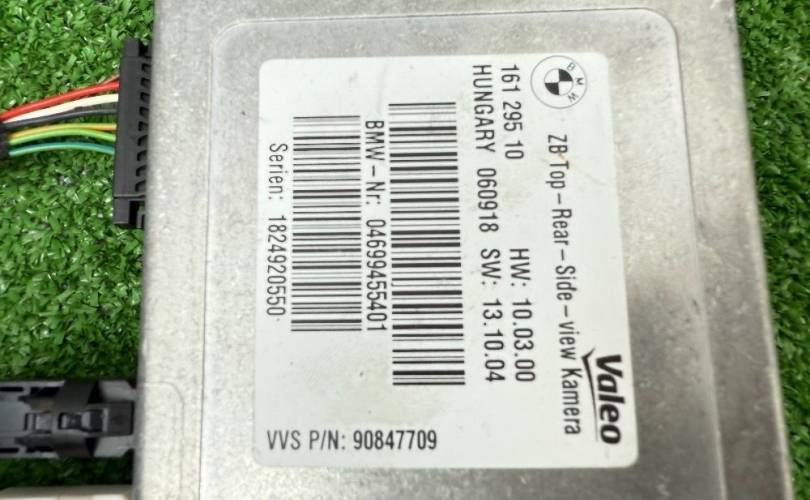 BMW
Valeo
ZB Top-Rear-Side-view Kamera
161 295 10 HW: 10.03.00
HUNGARY 060918 SW: 13.10.04
BMW-Nr: 04699455401
Serien: 1824920550
VVS P/N: 90847709